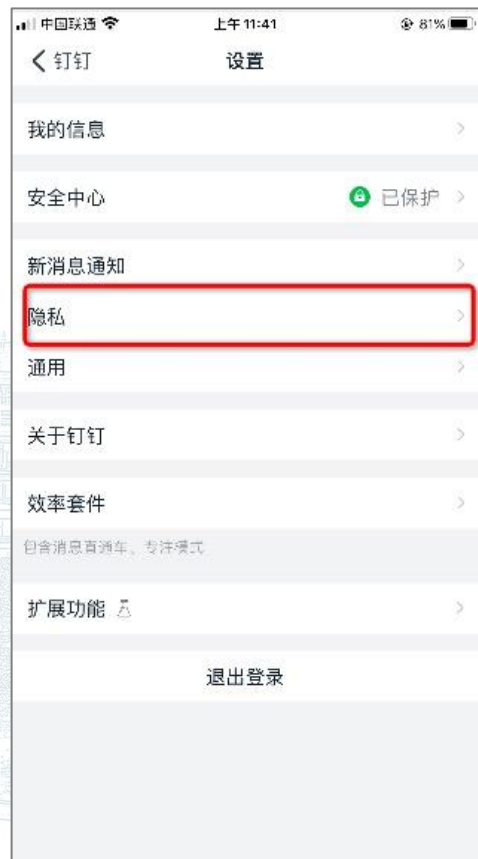 中国联通 上午11:41 81%
钉钉 设置
我的信息
安全中心 已保护
新消息通知
隐私
通用
关于钉钉
效率套件
包含消息直通车、专注模式
扩展功能
退出登录